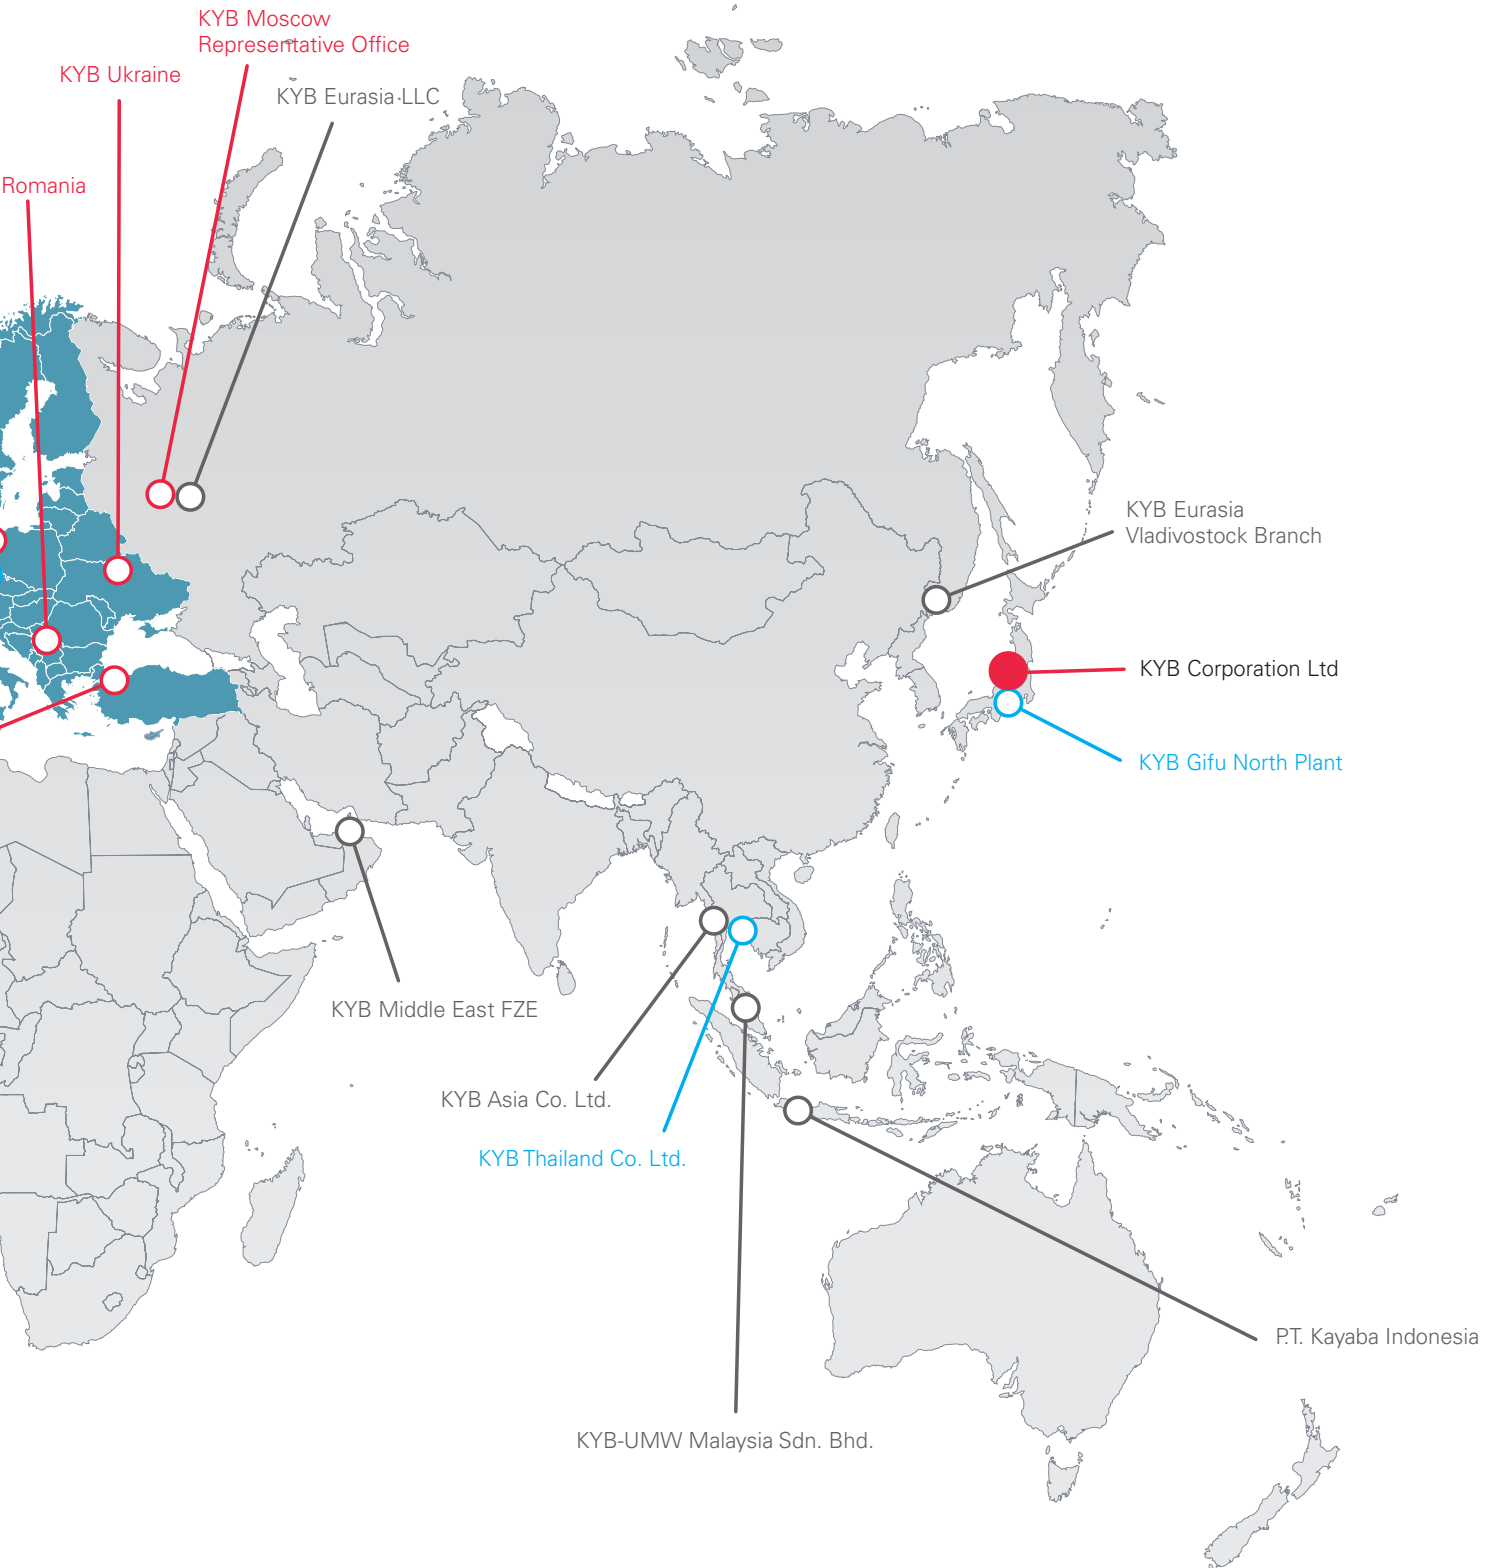 KYB Moscow
Representative Office
KYB Ukraine
KYB Eurasia LLC
Romania
KYB Eurasia
Vladivostock Branch
KYB Corporation Ltd
KYB Gifu North Plant
KYB Middle East FZE
KYB Asia Co. Ltd.
KYB Thailand Co. Ltd.
P.T. Kayaba Indonesia
KYB-UMW Malaysia Sdn. Bhd.